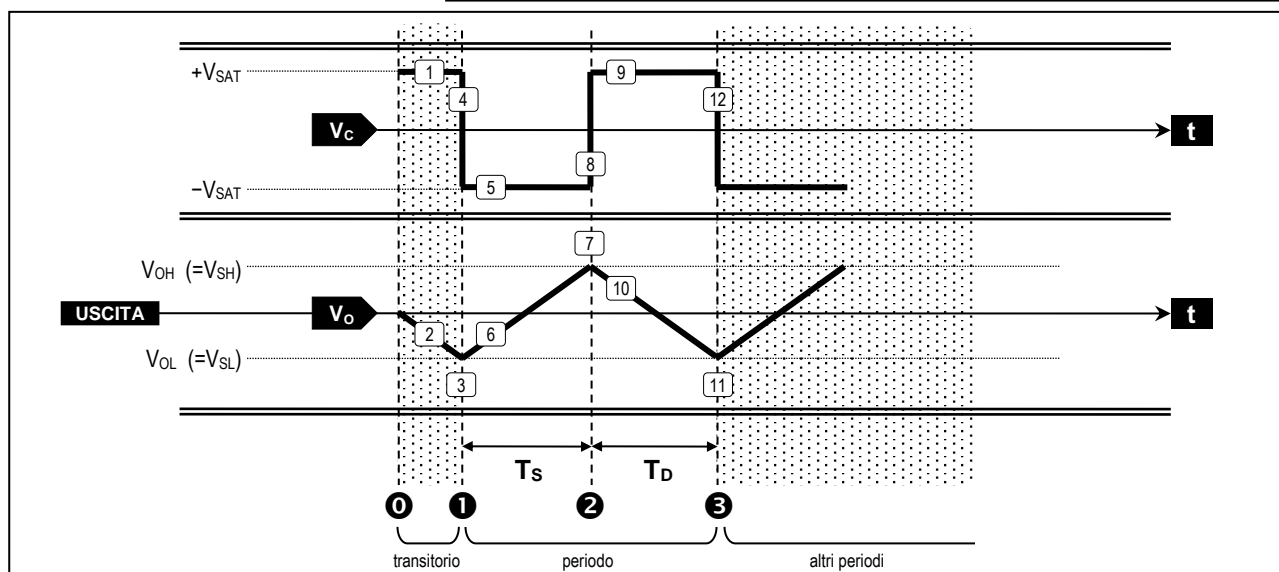 +VSAT
1
9
4
12
VC
t
8
5
−VSAT
7
VOH (=VSH)
10
USCITA
VO
t
2
6
VOL (=VSL)
3
11
TS
TD
0
1
2
3
transitorio
periodo
altri periodi